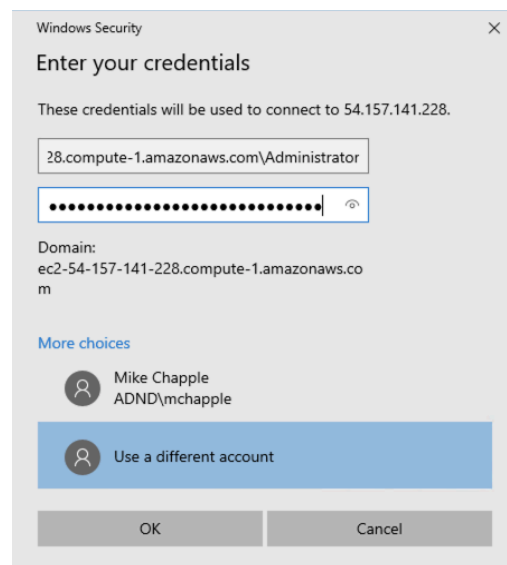 Windows Security
Enter your credentials
These credentials will be used to connect to 54.157.141.228.
28.compute-1.amazonaws.com\Administrator
Domain:
ec2-54-157-141-228.compute-1.amazonaws.co
m
More choices
Mike Chapple
ADND\mchapple
Use a different account
OK
Cancel